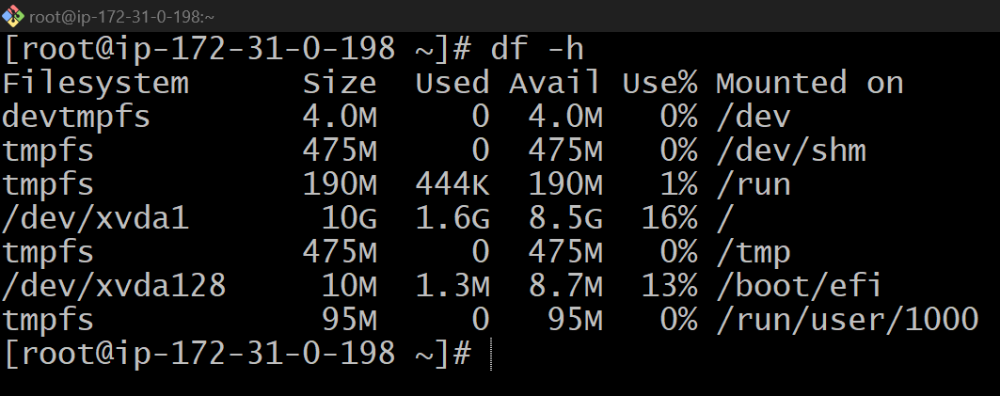 root@ip-172-31-0-198:~
[root@ip-172-31-0-198 ~]# df -h
Filesystem      Size  Used Avail Use% Mounted on
devtmpfs        4.0M     0  4.0M   0% /dev
tmpfs           475M     0  475M   0% /dev/shm
tmpfs           190M  444K  190M   1% /run
/dev/xvda1       10G  1.6G  8.5G  16% /
tmpfs           475M     0  475M   0% /tmp
/dev/xvda128     10M  1.3M  8.7M  13% /boot/efi
tmpfs            95M     0   95M   0% /run/user/1000
[root@ip-172-31-0-198 ~]#